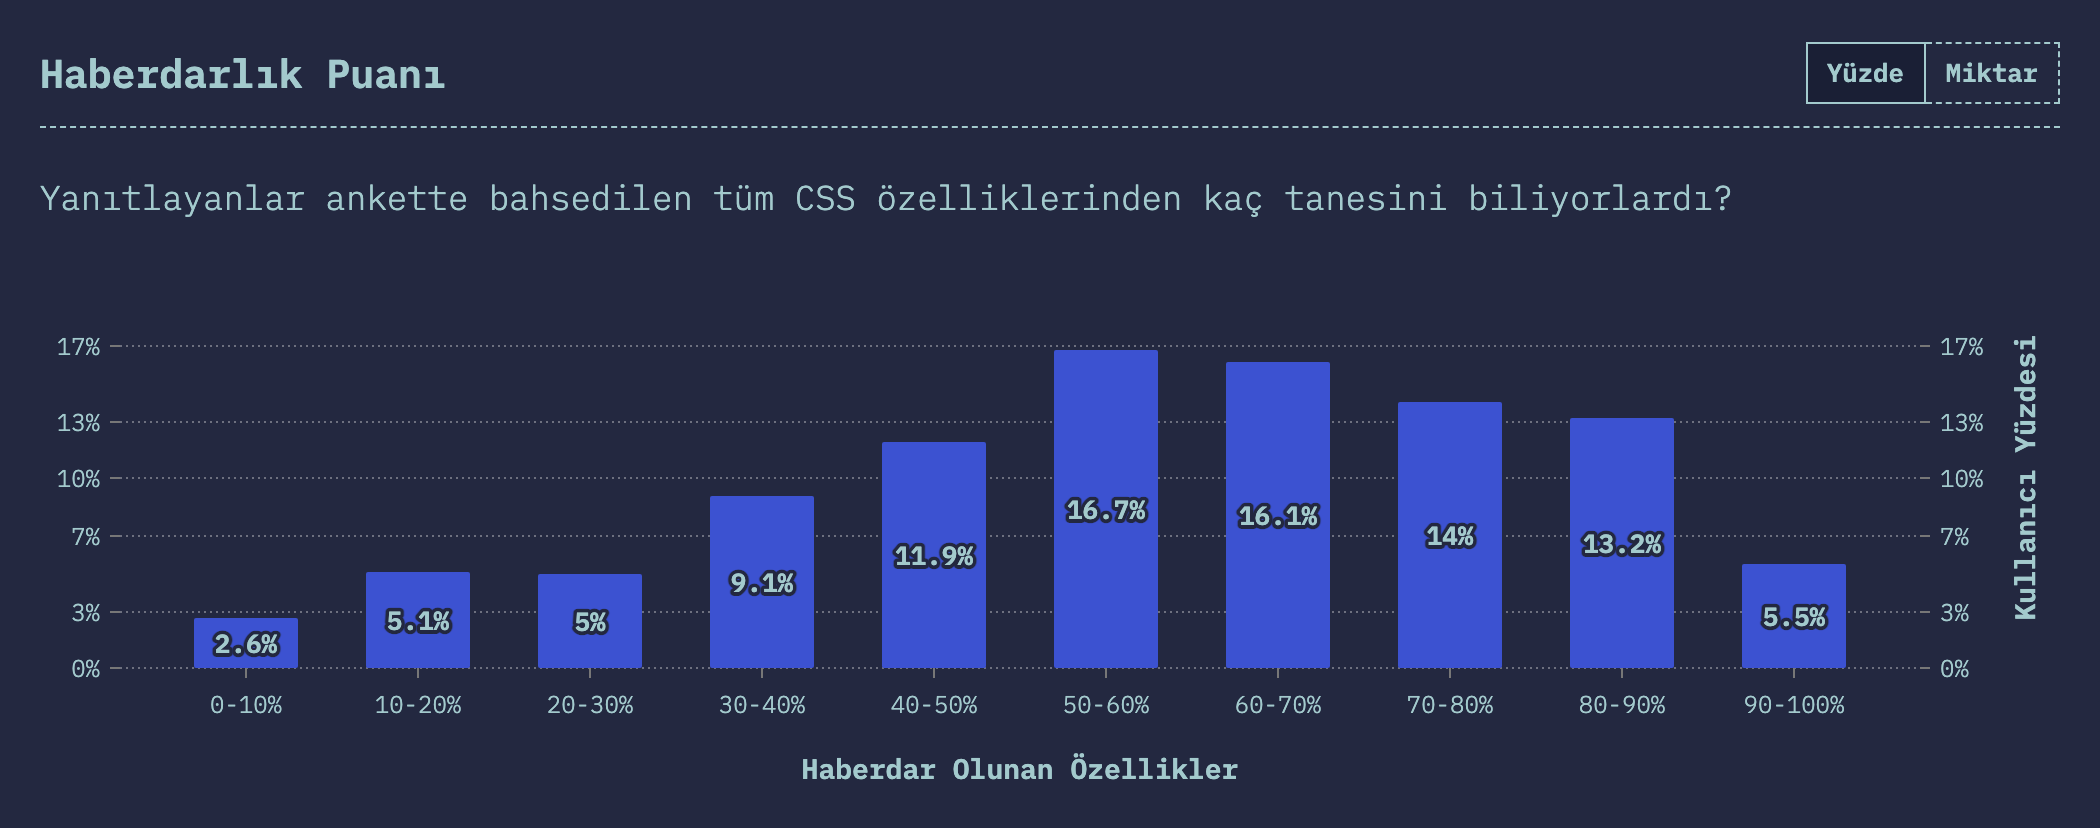 Haberdarlık Puanı
Yüzde Miktar
Yanıtlayanlar ankette bahsedilen tüm CSS özelliklerinden kaç tanesini biliyorlardı?
17% 17%
13% 13%
10% 10%
7% 7%
3% 3%
0% 0%
Kullanıcı Yüzdesi
2.6% 5.1% 5% 9.1% 11.9% 16.7% 16.1% 14% 13.2% 5.5%
0-10% 10-20% 20-30% 30-40% 40-50% 50-60% 60-70% 70-80% 80-90% 90-100%
Haberdar Olunan Özellikler